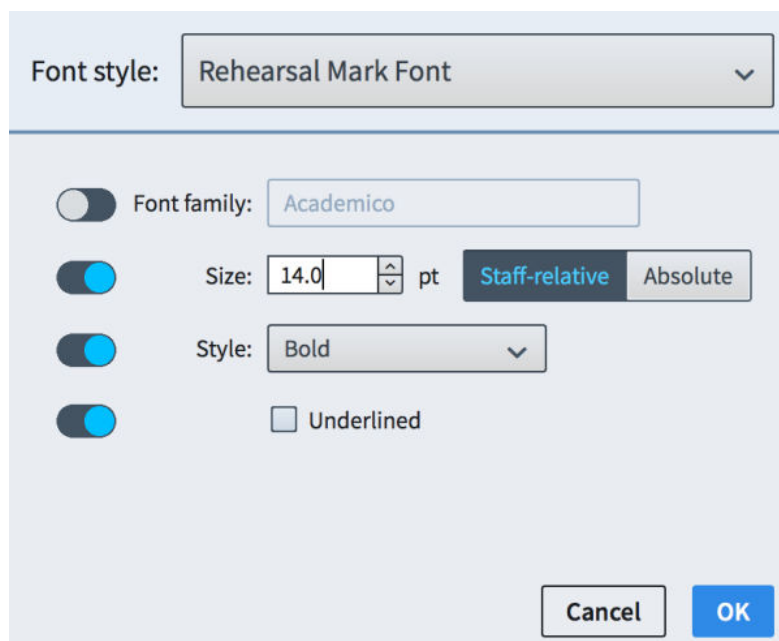 Font style: Rehearsal Mark Font
Font family: Academico
Size: 14.0 pt Staff-relative Absolute
Style: Bold
Underlined
Cancel OK